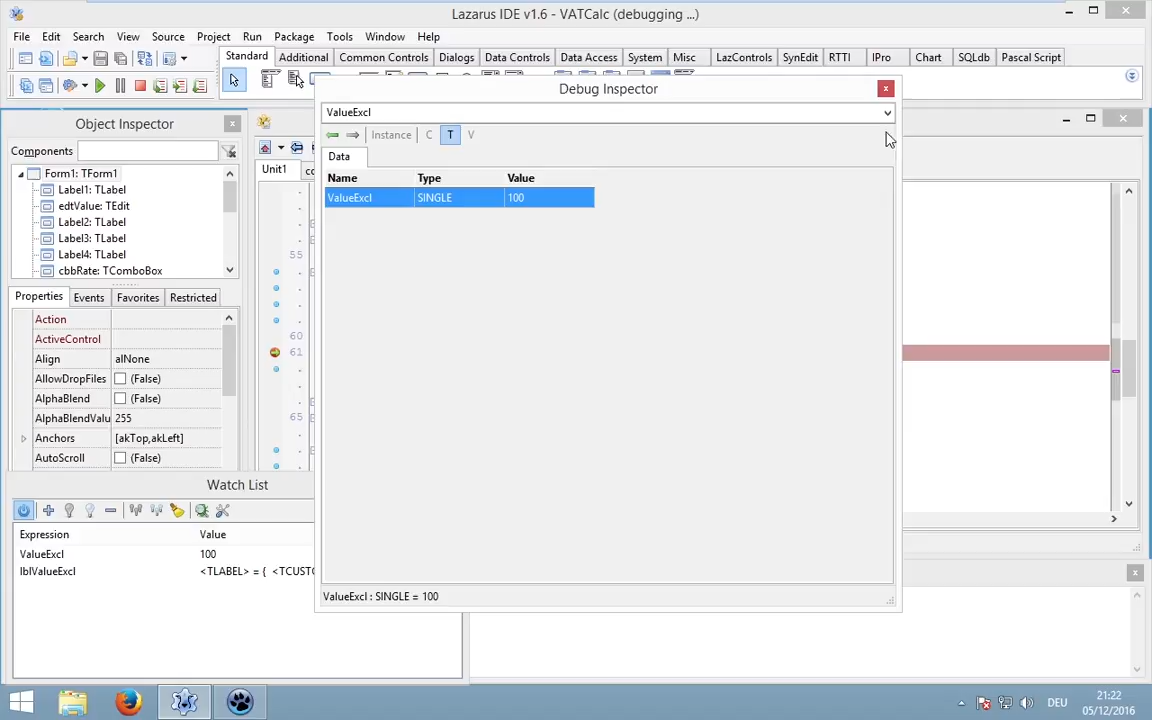 Lazarus IDE v1.6 - VATCalc (debugging ...)
File Edit Search View Source Project Run Package Tools Window Help
Standard Additional Common Controls Dialogs Data Controls Data Access System Misc LazControls SynEdit RTTI IPro Chart SQLdb Pascal Script
Debug Inspector
ValueExcl
Instance C T V
Data
Name Type Value
ValueExcl SINGLE 100
ValueExcl : SINGLE = 100
Object Inspector
Components
Form1: TForm1
Label1: TLabel
edtValue: TEdit
Label2: TLabel
Label3: TLabel
Label4: TLabel
cbbRate: TComboBox
Properties Events Favorites Restricted
Action
ActiveControl
Align alNone
AllowDropFiles (False)
AlphaBlend (False)
AlphaBlendValu 255
Anchors [akTop,akLeft]
AutoScroll (False)
Unit1
55
60
61
65
Watch List
Expression Value
ValueExcl 100
lblValueExcl <TLABEL> = { <TCUSTO
DEU
21:22
05/12/2016